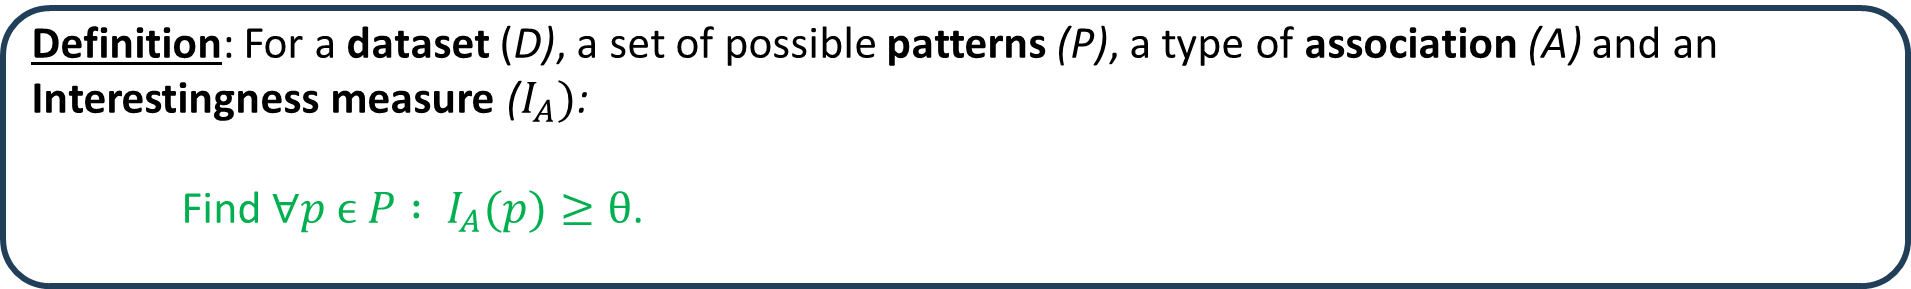 Definition: For a dataset (D), a set of possible patterns (P), a type of association (A) and an
Interestingness measure (I_A):
Find ∀p ϵ P : I_A(p) ≥ θ.